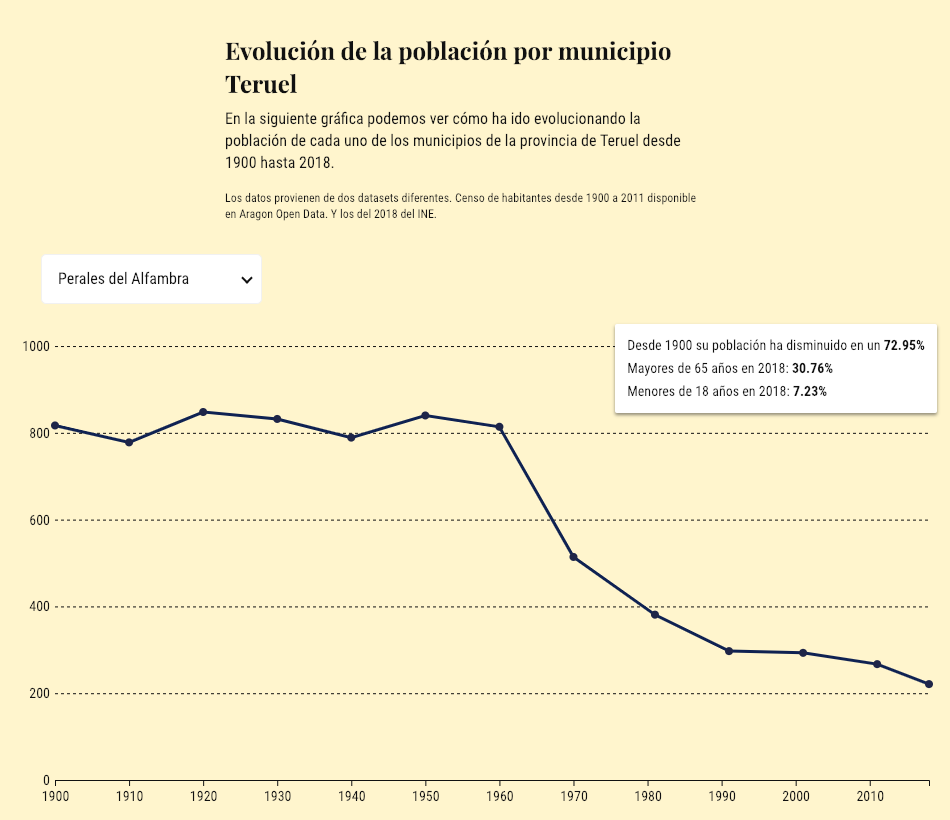 Evolución de la población por municipio
Teruel
En la siguiente gráfica podemos ver cómo ha ido evolucionando la
población de cada uno de los municipios de la provincia de Teruel desde
1900 hasta 2018.
Los datos provienen de dos datasets diferentes. Censo de habitantes desde 1900 a 2011 disponible
en Aragon Open Data. Y los del 2018 del INE.
Perales del Alfambra
Desde 1900 su población ha disminuido en un 72.95%
Mayores de 65 años en 2018: 30.76%
Menores de 18 años en 2018: 7.23%
1000
800
600
400
200
0
1900 1910 1920 1930 1940 1950 1960 1970 1980 1990 2000 2010